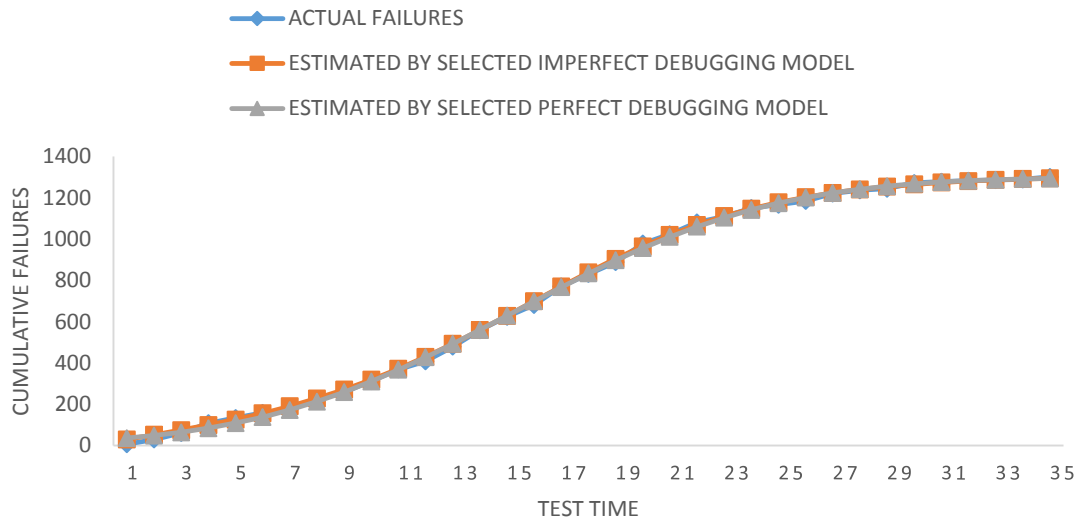 ACTUAL FAILURES
ESTIMATED BY SELECTED IMPERFECT DEBUGGING MODEL
ESTIMATED BY SELECTED PERFECT DEBUGGING MODEL
1400
1200
1000
800
600
400
200
0
CUMULATIVE FAILURES
1 3 5 7 9 11 13 15 17 19 21 23 25 27 29 31 33 35
TEST TIME